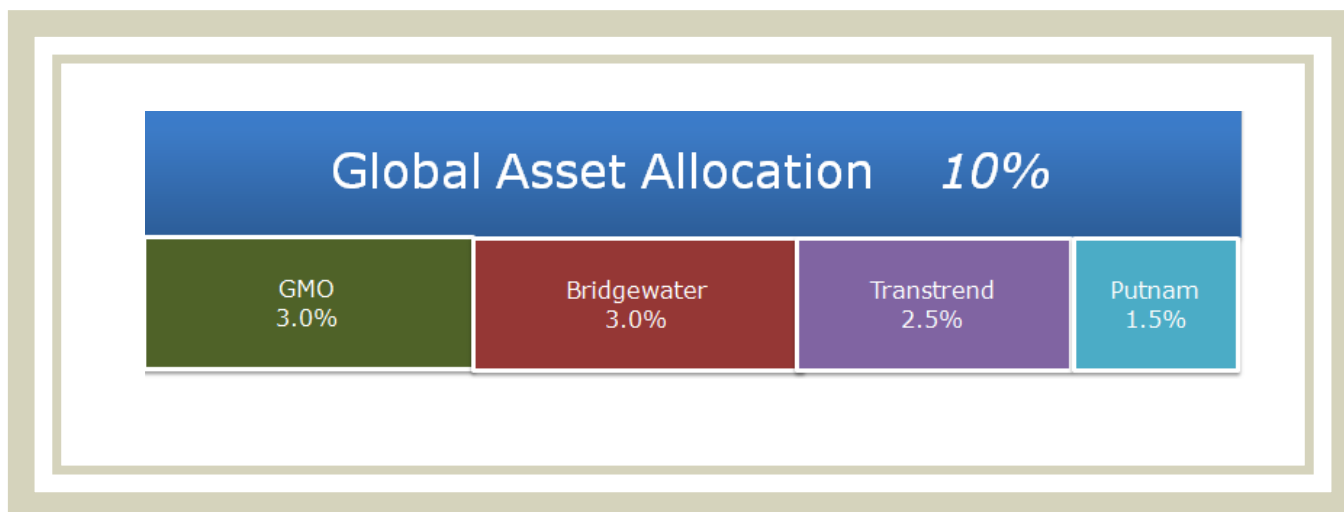 Global Asset Allocation 10%
GMO
3.0%
Bridgewater
3.0%
Transtrend
2.5%
Putnam
1.5%